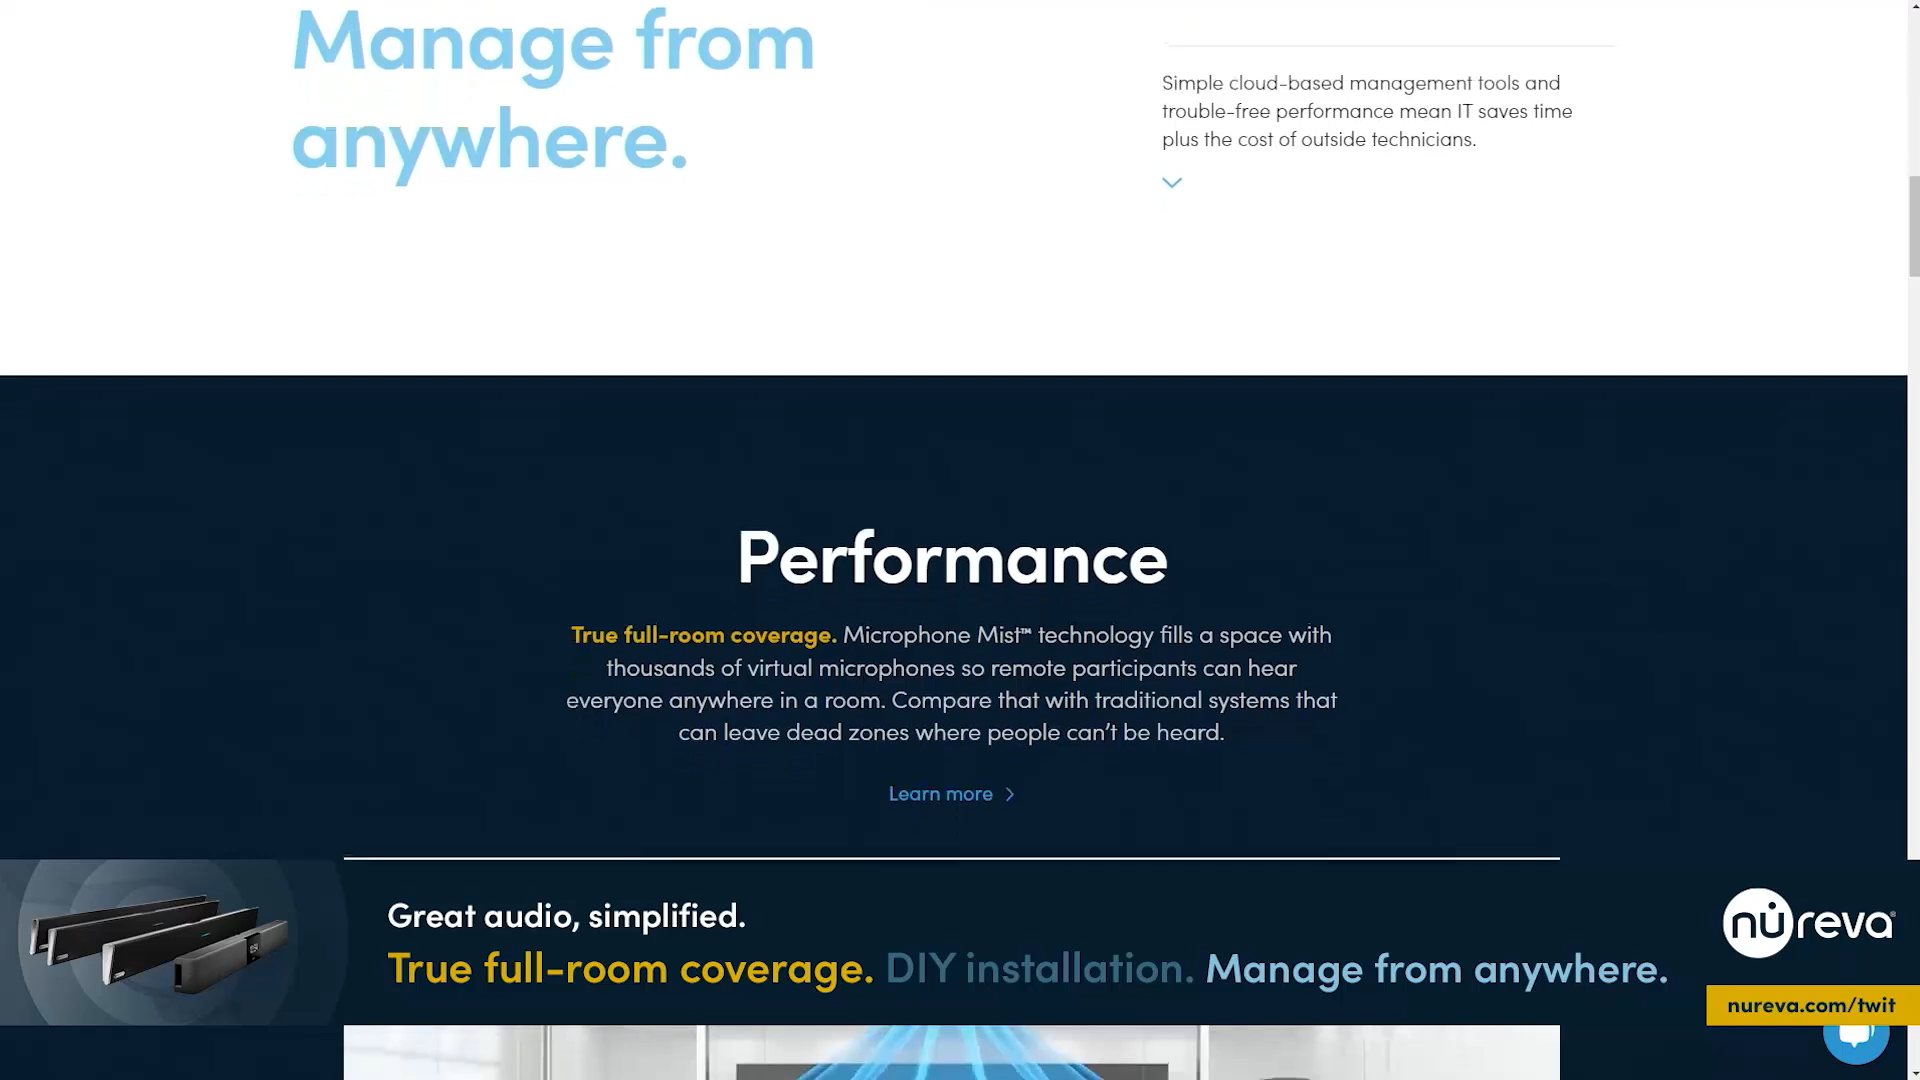 Manage from
anywhere.
Simple cloud-based management tools and
trouble-free performance mean IT saves time
plus the cost of outside technicians.
Performance
True full-room coverage. Microphone Mist™ technology fills a space with
thousands of virtual microphones so remote participants can hear
everyone anywhere in a room. Compare that with traditional systems that
can leave dead zones where people can’t be heard.
Learn more
Great audio, simplified.
True full-room coverage. DIY installation. Manage from anywhere.
nureva®
nureva.com/twit